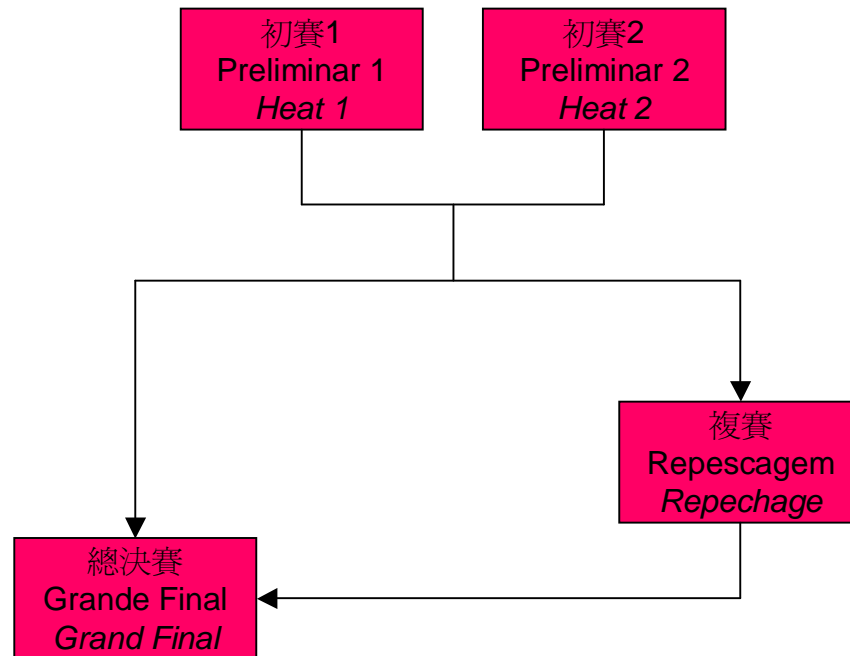 初賽1
Preliminar 1
Heat 1
初賽2
Preliminar 2
Heat 2
複賽
Repescagem
Repechage
總決賽
Grande Final
Grand Final